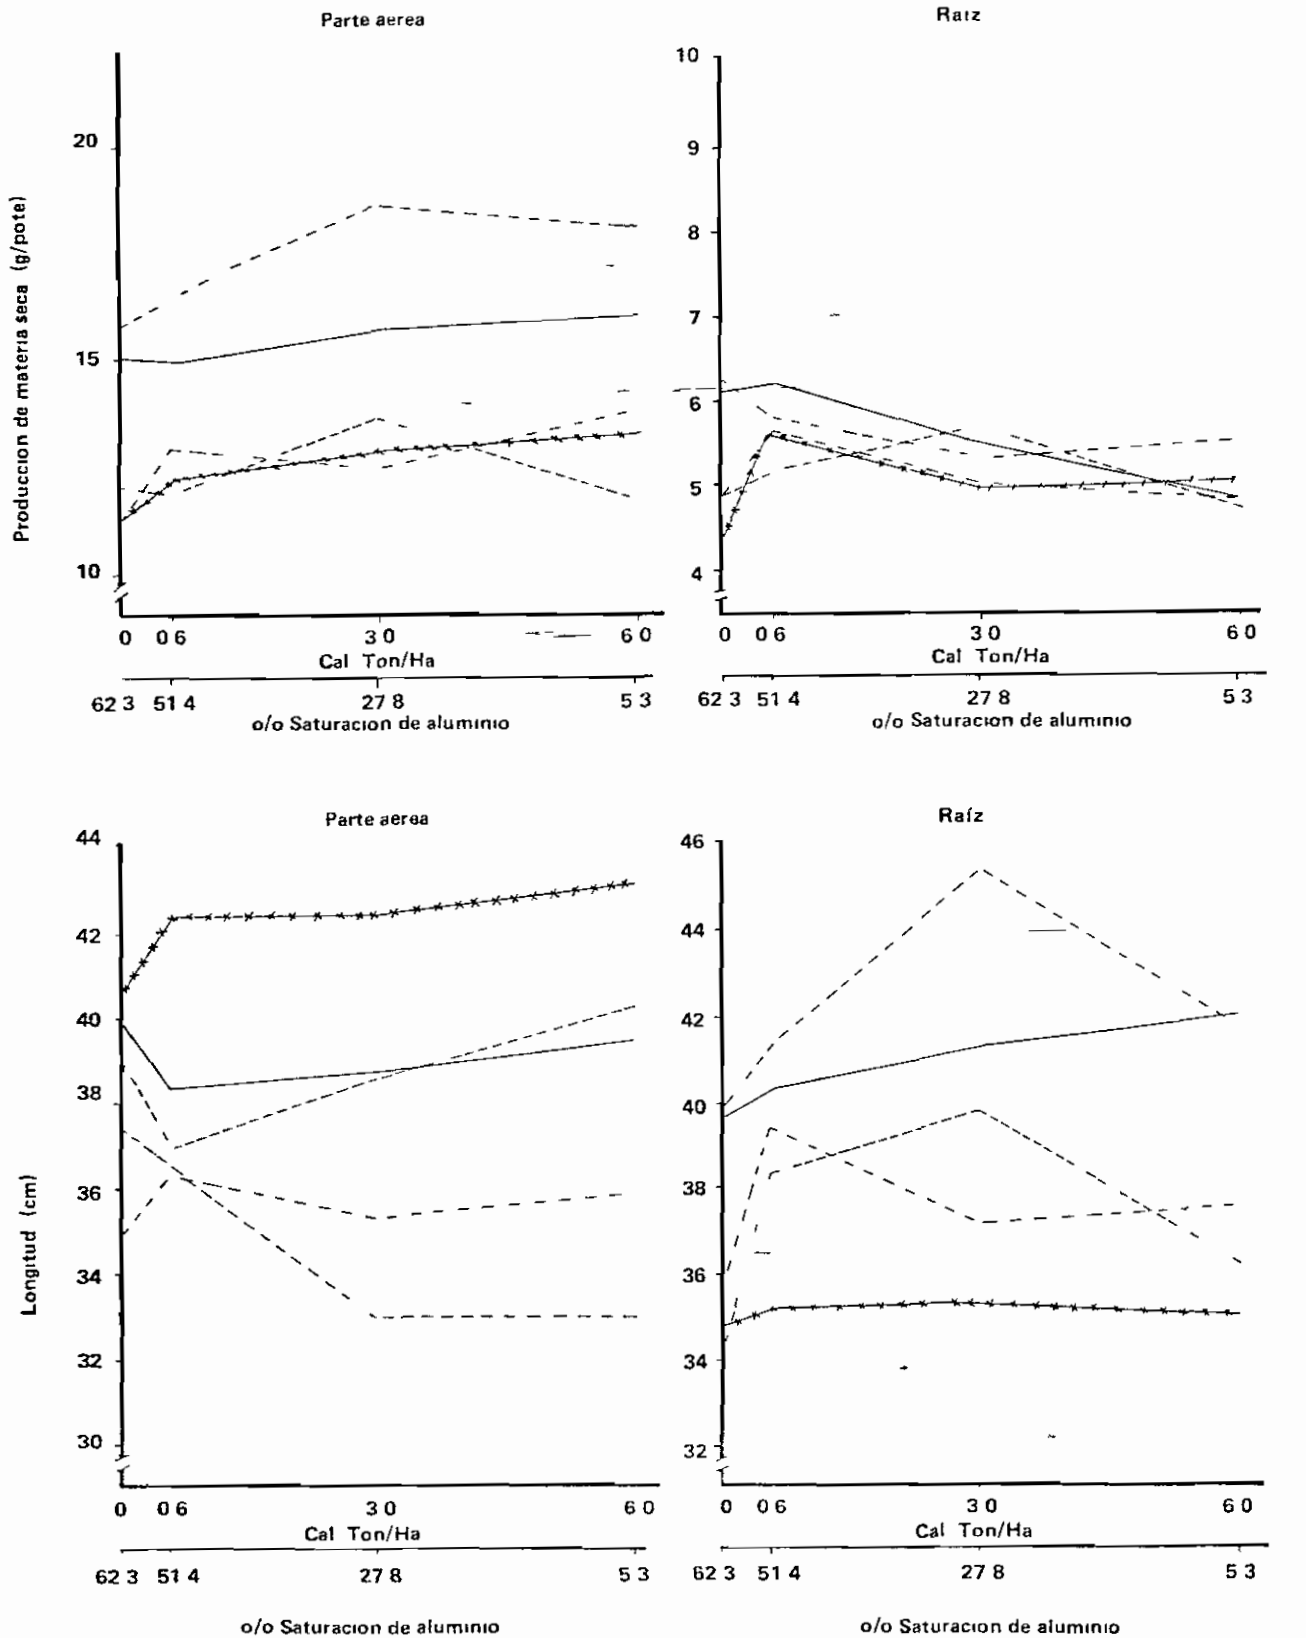 Parte aerea
Raiz
Produccion de materia seca (g/pote)
20
15
10
10
9
8
7
6
5
4
0 0 6 3 0 6 0
Cal Ton/Ha
62 3 51 4 27 8 5 3
o/o Saturacion de aluminio
0 0 6 3 0 6 0
Cal Ton/Ha
62 3 51 4 27 8 5 3
o/o Saturacion de aluminio
Parte aerea
Raíz
Longitud (cm)
44
42
40
38
36
34
32
30
46
44
42
40
38
36
34
32
0 0 6 3 0 6 0
Cal Ton/Ha
62 3 51 4 27 8 5 3
o/o Saturacion de aluminio
0 0 6 3 0 6 0
Cal Ton/Ha
62 3 51 4 27 8 5 3
o/o Saturacion de aluminio